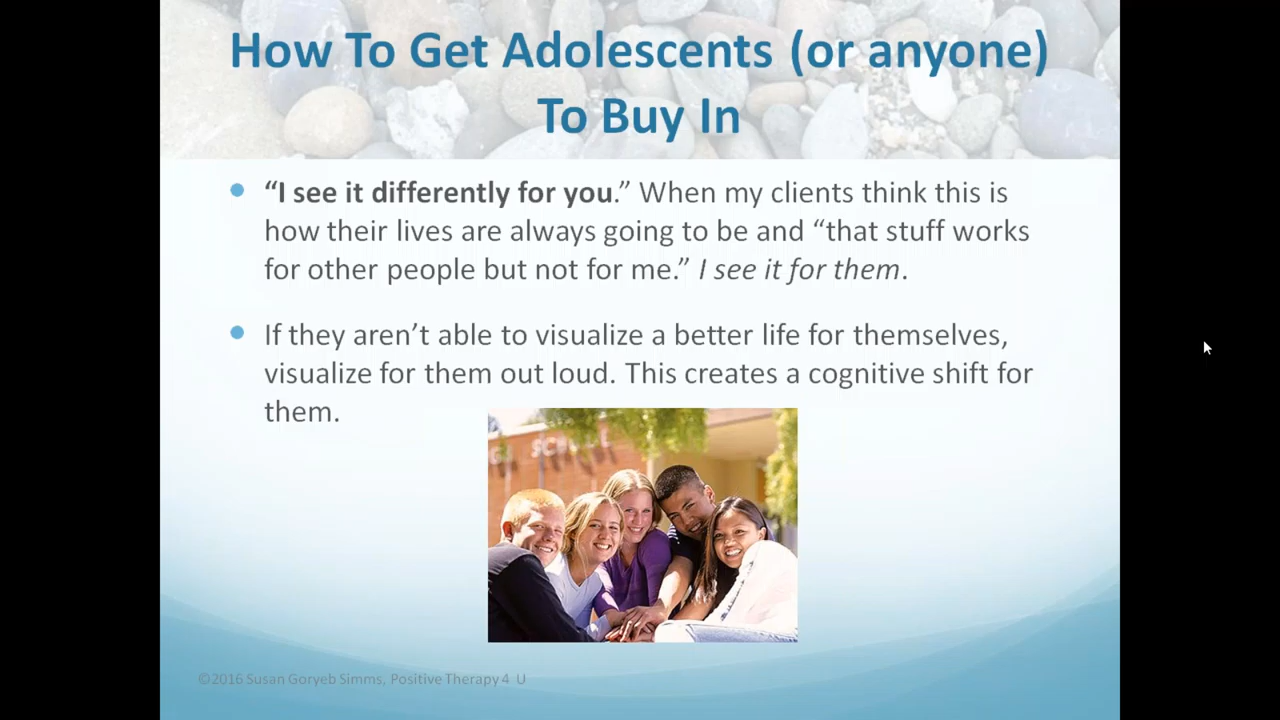 How To Get Adolescents (or anyone)
To Buy In
“I see it differently for you.” When my clients think this is
how their lives are always going to be and “that stuff works
for other people but not for me.” I see it for them.
If they aren’t able to visualize a better life for themselves,
visualize for them out loud. This creates a cognitive shift for
them.
SCHOOL
©2016 Susan Goryeb Simms, Positive Therapy 4 U